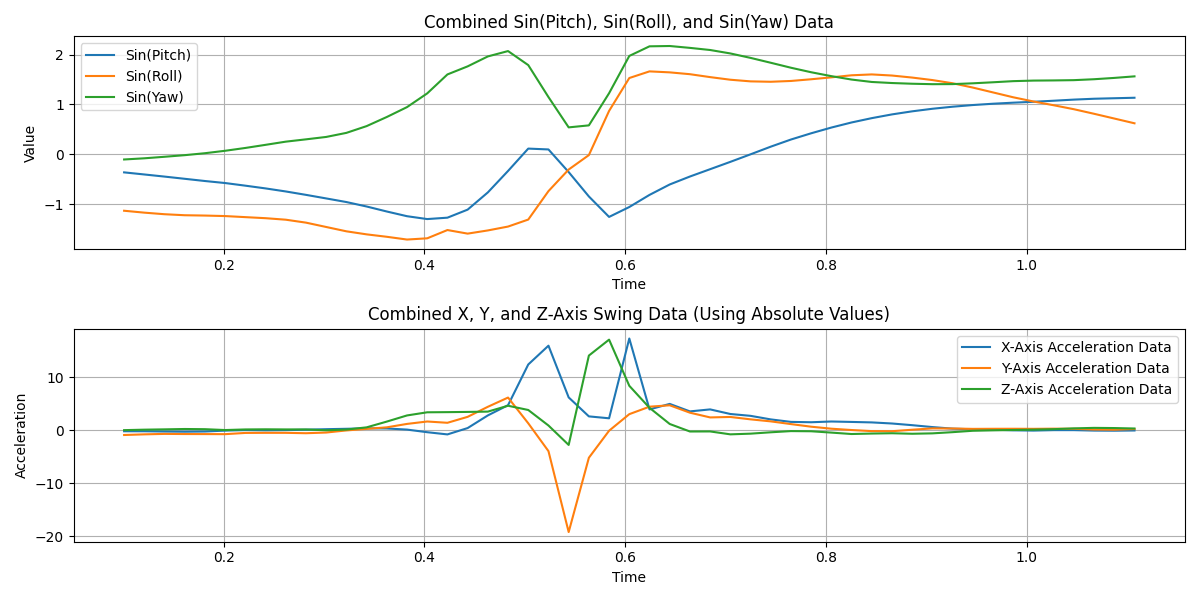 Combined Sin(Pitch), Sin(Roll), and Sin(Yaw) Data
Sin(Pitch)
Sin(Roll)
Sin(Yaw)
Value
2
1
0
−1
0.2 0.4 0.6 0.8 1.0
Time
Combined X, Y, and Z-Axis Swing Data (Using Absolute Values)
X-Axis Acceleration Data
Y-Axis Acceleration Data
Z-Axis Acceleration Data
Acceleration
10
0
−10
−20
0.2 0.4 0.6 0.8 1.0
Time